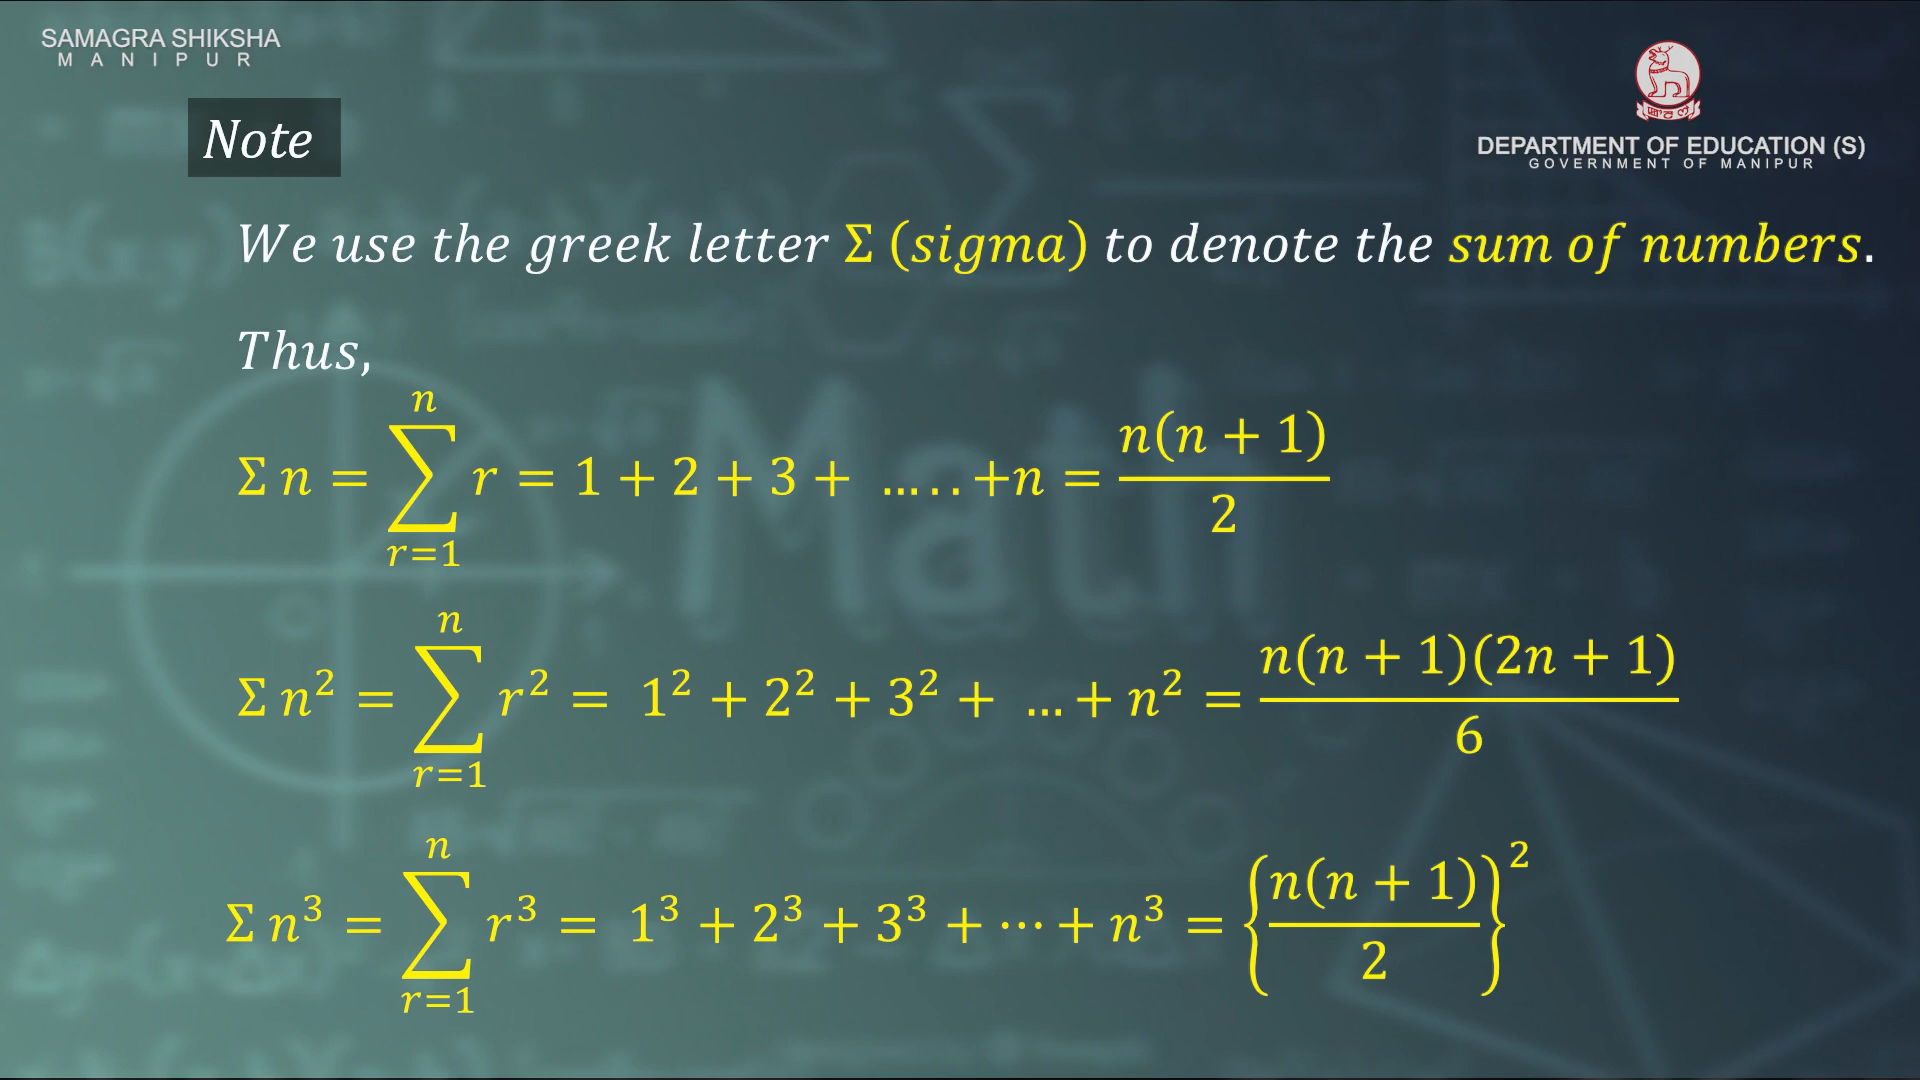 SAMAGRA SHIKSHA
MANIPUR
DEPARTMENT OF EDUCATION (S)
GOVERNMENT OF MANIPUR
Note
We use the greek letter Σ (sigma) to denote the sum of numbers.
Thus,
Σ n = ∑_{r=1}^{n} r = 1 + 2 + 3 + … . . +n = n(n + 1)/2
Σ n² = ∑_{r=1}^{n} r² = 1² + 2² + 3² + … + n² = n(n + 1)(2n + 1)/6
Σ n³ = ∑_{r=1}^{n} r³ = 1³ + 2³ + 3³ + ⋯ + n³ = {n(n + 1)/2}²
Math